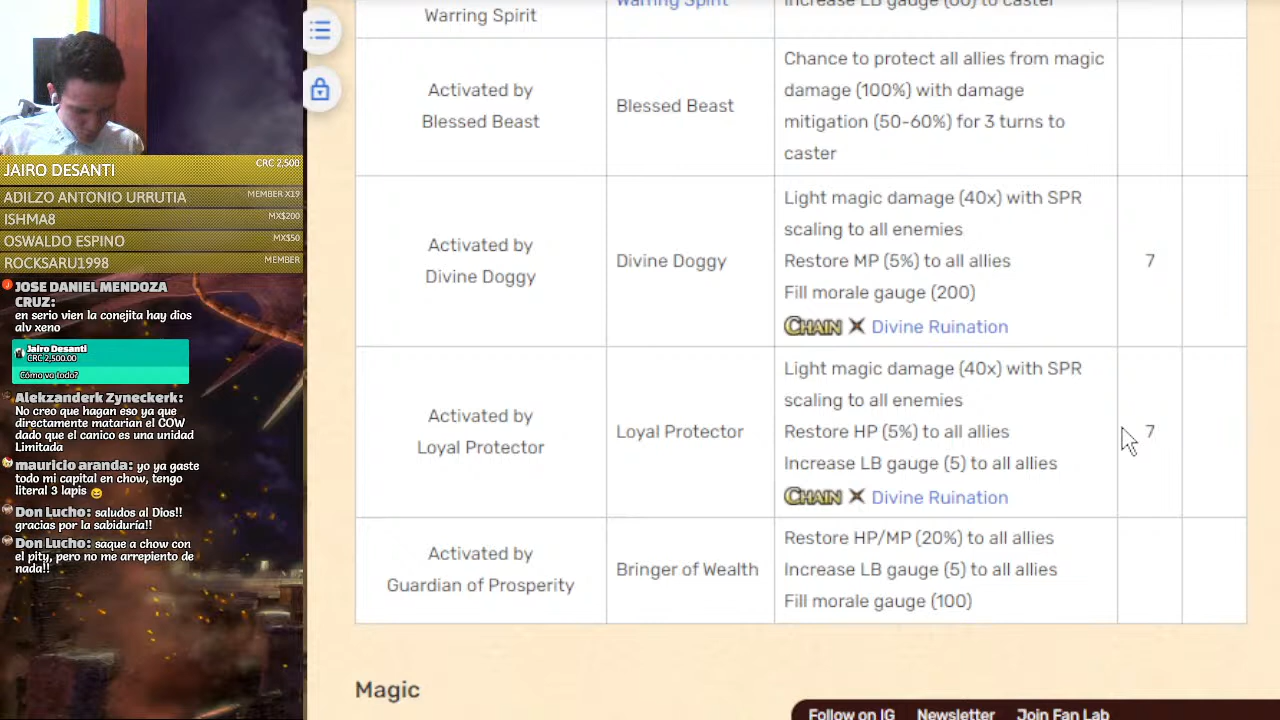 JAIRO DESANTI
CRC 2,500
ADILZO ANTONIO URRUTIA
MEMBER X19
ISHMA8
MX$200
OSWALDO ESPINO
MX$50
ROCKSARU1998
MEMBER
JOSE DANIEL MENDOZA
CRUZ:
en serio vien la conejita hay dios
alv xeno
Jairo Desanti
CRC 2,500.00
Cómo va todo?
Alekzanderk Zyneckerk:
No creo que hagan eso ya que
directamente matarian el COW
dado que el canico es una unidad
Limitada
mauricio aranda: yo ya gaste
todo mi capital en chow, tengo
literal 3 lapis
Don Lucho: saludos al Dios!!
gracias por la sabiduría!!
Don Lucho: saque a chow con
el pity, pero no me arrepiento de
nada!!
Warring Spirit
Warring Spirit
Increase LB gauge (60) to caster
Activated by
Blessed Beast
Blessed Beast
Chance to protect all allies from magic
damage (100%) with damage
mitigation (50-60%) for 3 turns to
caster
Activated by
Divine Doggy
Divine Doggy
Light magic damage (40x) with SPR
scaling to all enemies
Restore MP (5%) to all allies
Fill morale gauge (200)
CHAIN X Divine Ruination
7
Activated by
Loyal Protector
Loyal Protector
Light magic damage (40x) with SPR
scaling to all enemies
Restore HP (5%) to all allies
Increase LB gauge (5) to all allies
CHAIN X Divine Ruination
7
Activated by
Guardian of Prosperity
Bringer of Wealth
Restore HP/MP (20%) to all allies
Increase LB gauge (5) to all allies
Fill morale gauge (100)
Magic
Follow on IG Newsletter Join Fan Lab